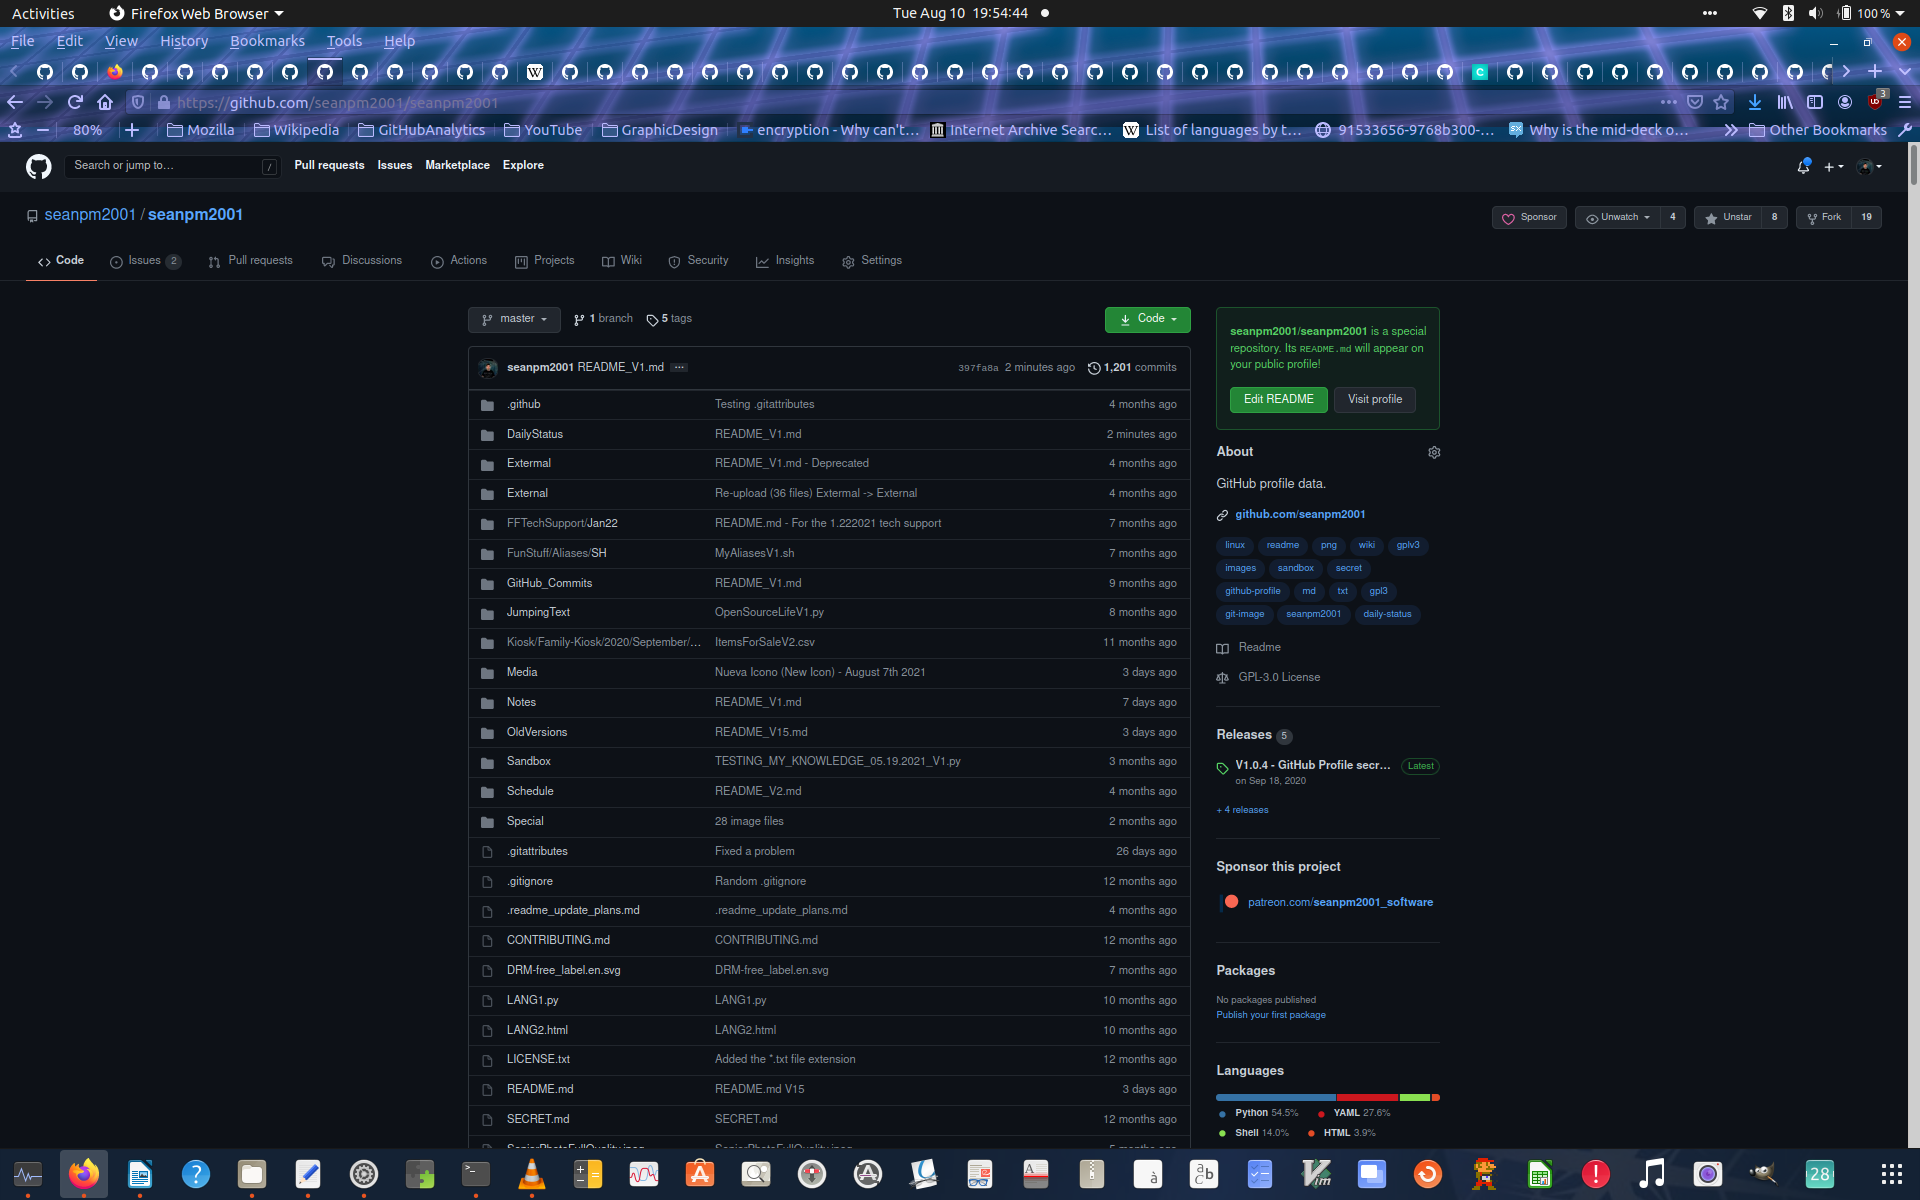 Activities
Firefox Web Browser
Tue Aug 10 19:54:44
100 %
File Edit View History Bookmarks Tools Help
https://github.com/seanpm2001/seanpm2001
3
80%
Mozilla
Wikipedia
GitHubAnalytics
YouTube
GraphicDesign
encryption - Why can't…
Internet Archive Searc…
List of languages by t…
91533656-9768b300-…
Why is the mid-deck o…
Other Bookmarks
Search or jump to…
/
Pull requests
Issues
Marketplace
Explore
seanpm2001 / seanpm2001
Sponsor
Unwatch 4
Unstar 8
Fork 19
Code
Issues 2
Pull requests
Discussions
Actions
Projects
Wiki
Security
Insights
Settings
master
1 branch
5 tags
Code
seanpm2001 README_V1.md ... 397fa8a 2 minutes ago 1,201 commits
.github Testing .gitattributes 4 months ago
DailyStatus README_V1.md 2 minutes ago
Extermal README_V1.md - Deprecated 4 months ago
External Re-upload (36 files) Extermal -> External 4 months ago
FFTechSupport/Jan22 README.md - For the 1.222021 tech support 7 months ago
FunStuff/Aliases/SH MyAliasesV1.sh 7 months ago
GitHub_Commits README_V1.md 9 months ago
JumpingText OpenSourceLifeV1.py 8 months ago
Kiosk/Family-Kiosk/2020/September/… ItemsForSaleV2.csv 11 months ago
Media Nueva Icono (New Icon) - August 7th 2021 3 days ago
Notes README_V1.md 7 days ago
OldVersions README_V15.md 3 days ago
Sandbox TESTING_MY_KNOWLEDGE_05.19.2021_V1.py 3 months ago
Schedule README_V2.md 4 months ago
Special 28 image files 2 months ago
.gitattributes Fixed a problem 26 days ago
.gitignore Random .gitignore 12 months ago
.readme_update_plans.md .readme_update_plans.md 4 months ago
CONTRIBUTING.md CONTRIBUTING.md 12 months ago
DRM-free_label.en.svg DRM-free_label.en.svg 7 months ago
LANG1.py LANG1.py 10 months ago
LANG2.html LANG2.html 10 months ago
LICENSE.txt Added the *.txt file extension 12 months ago
README.md README.md V15 3 days ago
SECRET.md SECRET.md 12 months ago
seanpm2001/seanpm2001 is a special
repository. Its README.md will appear on
your public profile!
Edit README
Visit profile
About
GitHub profile data.
github.com/seanpm2001
linux readme png wiki gplv3
images sandbox secret
github-profile md txt gpl3
git-image seanpm2001 daily-status
Readme
GPL-3.0 License
Releases 5
V1.0.4 - GitHub Profile secr… Latest
on Sep 18, 2020
+ 4 releases
Sponsor this project
patreon.com/seanpm2001_software
Packages
No packages published
Publish your first package
Languages
Python 54.5% YAML 27.6%
Shell 14.0% HTML 3.9%
28